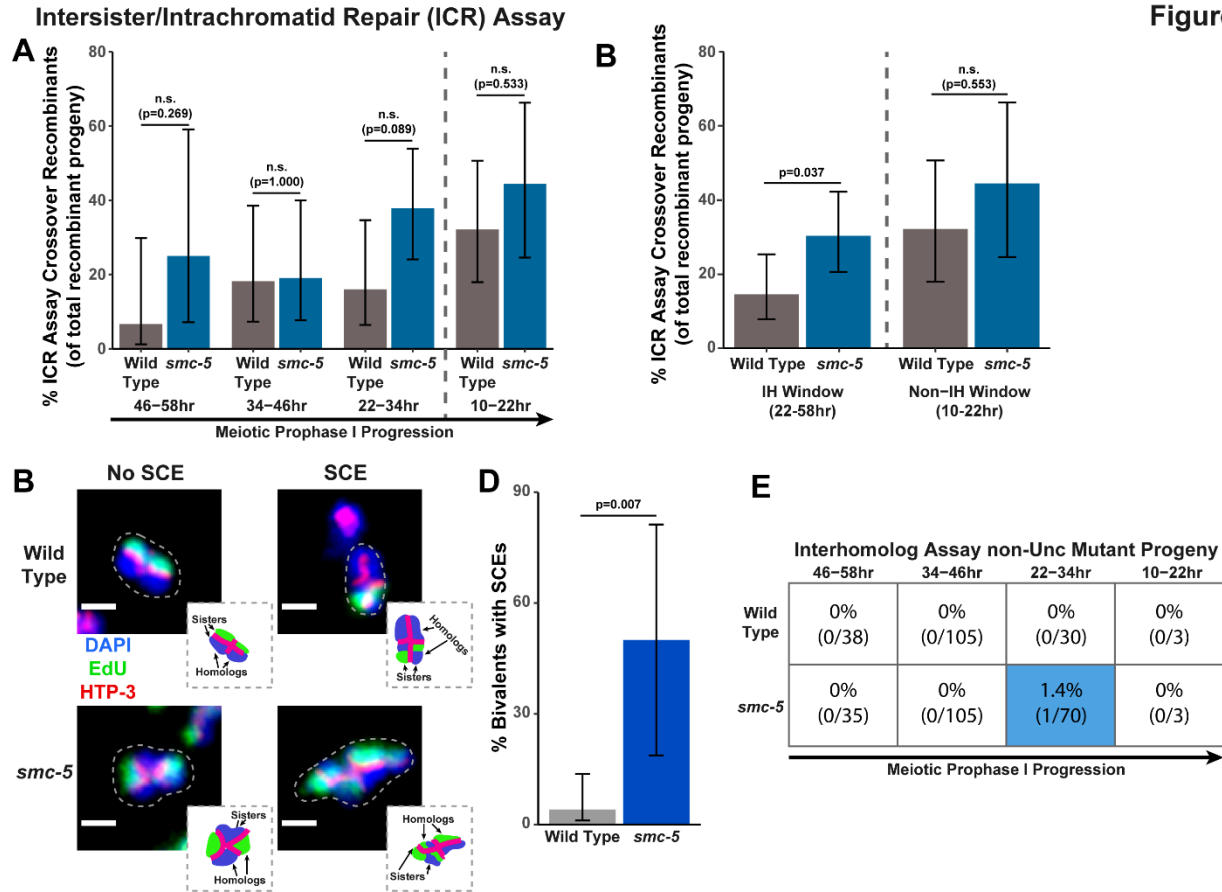 Intersister/Intrachromatid Repair (ICR) Assay
Figure
A
% ICR Assay Crossover Recombinants
(of total recombinant progeny)
80
60
40
20
0
n.s.
(p=0.269)
n.s.
(p=1.000)
n.s.
(p=0.089)
n.s.
(p=0.533)
Wild Type smc-5
Wild Type smc-5
Wild Type smc-5
Wild Type smc-5
46−58hr
34−46hr
22−34hr
10−22hr
Meiotic Prophase I Progression
B
% ICR Assay Crossover Recombinants
(of total recombinant progeny)
80
60
40
20
0
p=0.037
n.s.
(p=0.553)
Wild Type smc-5
Wild Type smc-5
IH Window
(22-58hr)
Non−IH Window
(10-22hr)
B
No SCE
SCE
Wild
Type
DAPI
EdU
HTP-3
Sisters
Homologs
Homologs
Sisters
smc-5
Sisters
Homologs
Homologs
Sisters
D
% Bivalents with SCEs
90
60
30
0
p=0.007
Wild Type smc-5
E
Interhomolog Assay non-Unc Mutant Progeny
46−58hr 34−46hr 22−34hr 10−22hr
Wild
Type
0%
(0/38)
0%
(0/105)
0%
(0/30)
0%
(0/3)
smc-5
0%
(0/35)
0%
(0/105)
1.4%
(1/70)
0%
(0/3)
Meiotic Prophase I Progression